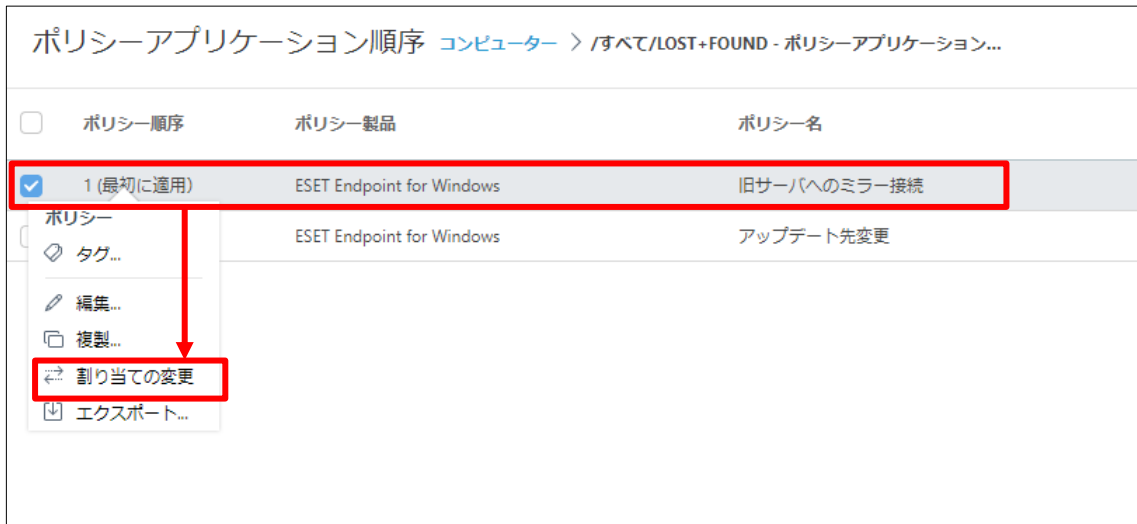 ポリシーアプリケーション順序 コンピューター > /すべて/LOST+FOUND - ポリシーアプリケーション...
ポリシー順序 ポリシー製品 ポリシー名
1 (最初に適用) ESET Endpoint for Windows 旧サーバへのミラー接続
ポリシー
ESET Endpoint for Windows アップデート先変更
タグ...
編集...
複製...
割り当ての変更
エクスポート...